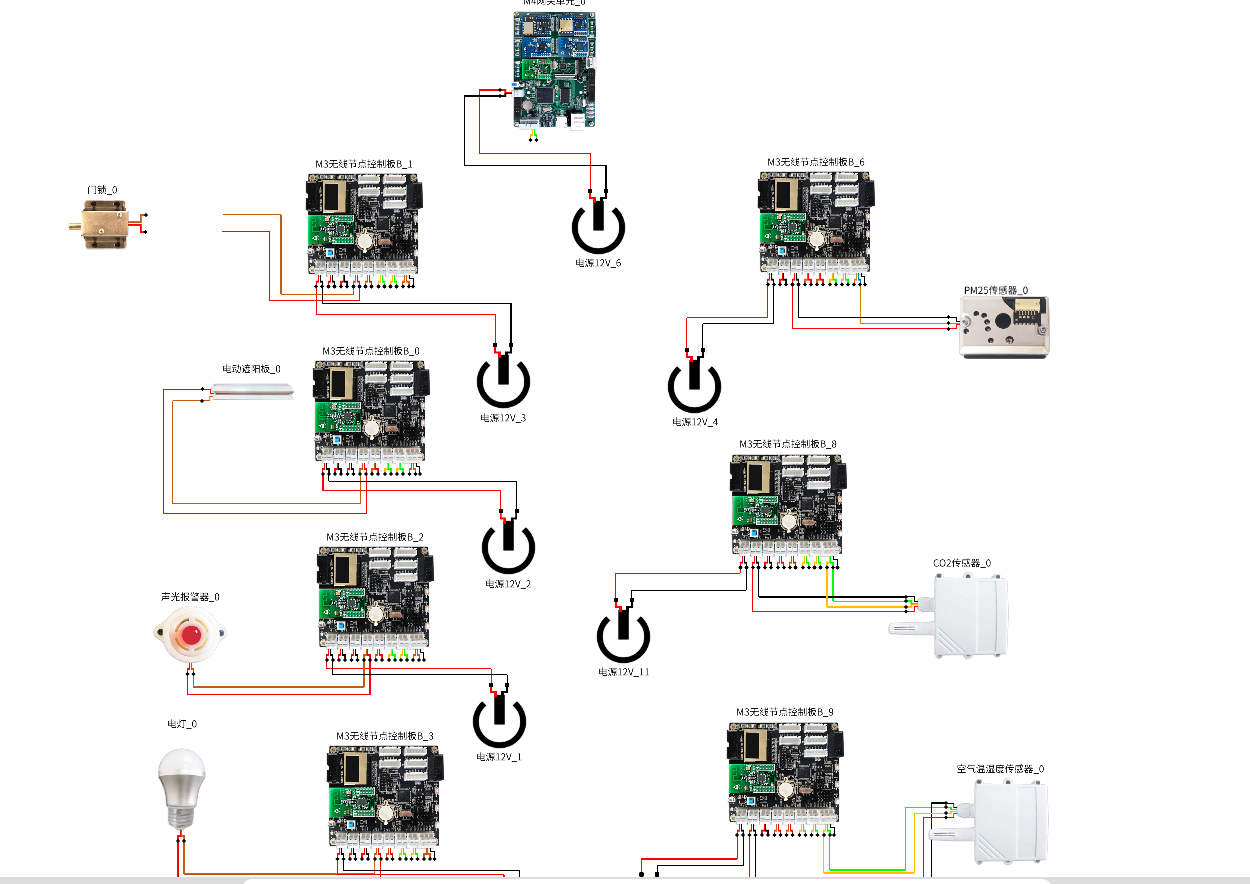 M4网关单元_0
M3无线节点控制板B_1
M3无线节点控制板B_6
门锁_0
电源12V_6
PM25传感器_0
M3无线节点控制板B_0
电动遮阳板_0
电源12V_3
电源12V_4
M3无线节点控制板B_8
M3无线节点控制板B_2
CO2传感器_0
电源12V_2
声光报警器_0
电源12V_11
M3无线节点控制板B_9
电灯_0
M3无线节点控制板B_3
电源12V_1
空气温湿度传感器_0